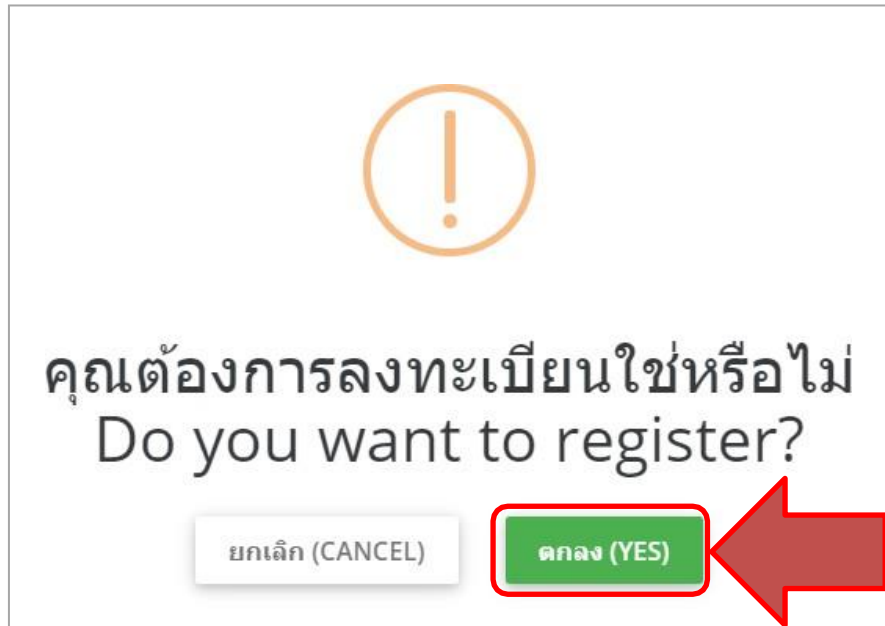 คุณต้องการลงทะเบียนใช่หรือไม่
Do you want to register?
ยกเลิก (CANCEL)
ตกลง (YES)